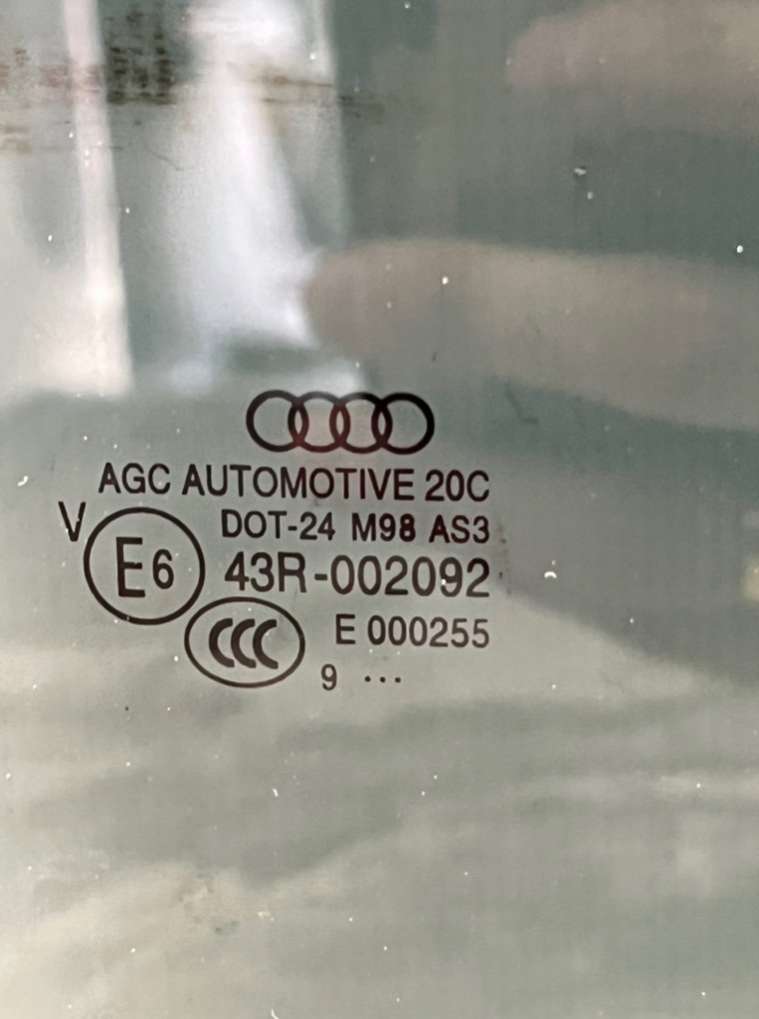 AGC AUTOMOTIVE 20C
V
DOT-24 M98 AS3
E6
43R-002092
CCC
E 000255
9 ...